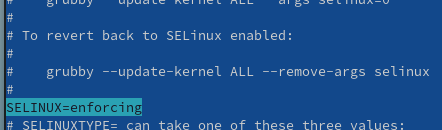 #    grubby --update-kernel ALL --args selinux=0
#
# To revert back to SELinux enabled:
#
#    grubby --update-kernel ALL --remove-args selinux
#
SELINUX=enforcing
# SELINUXTYPE= can take one of these three values: